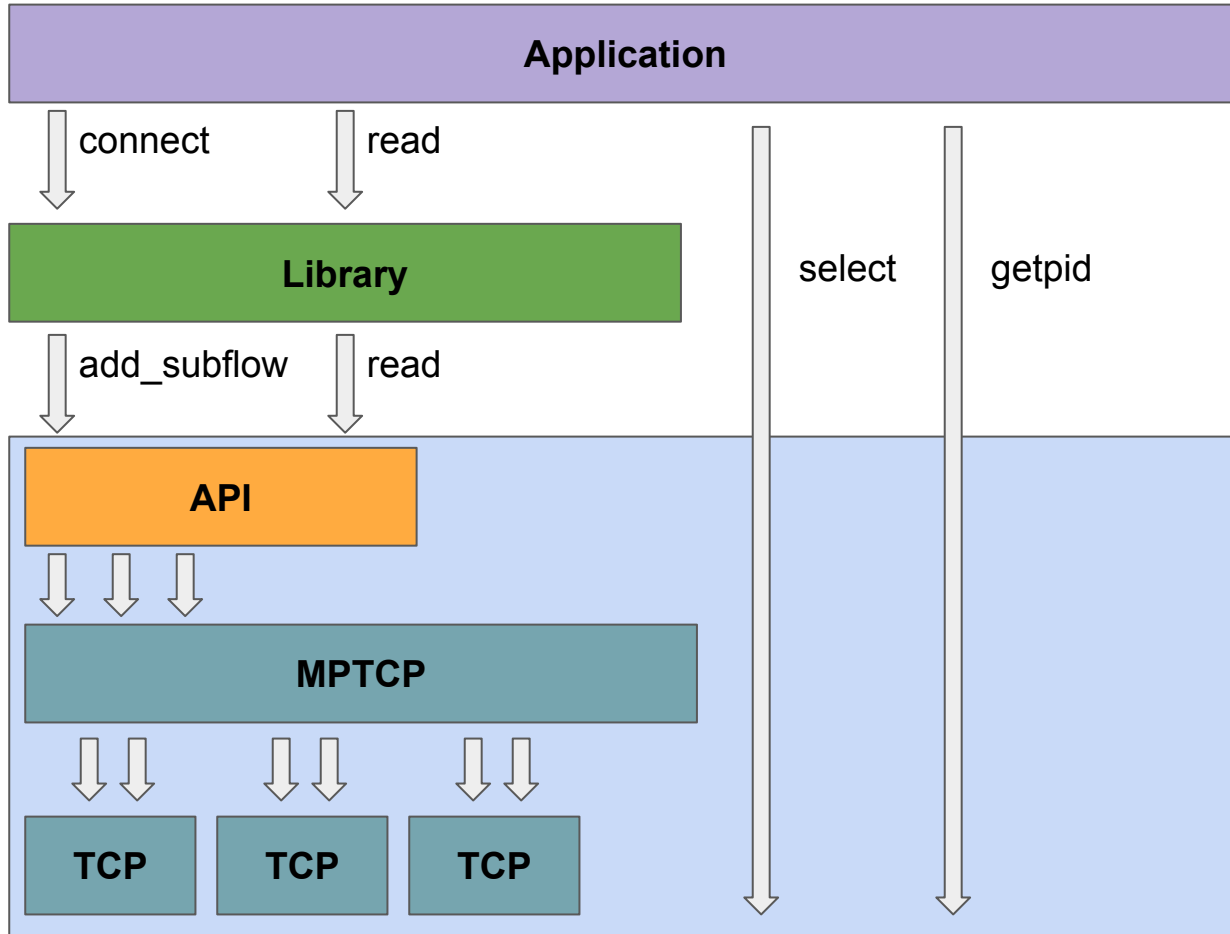 Application
connect
read
Library
select
getpid
add_subflow
read
API
MPTCP
TCP
TCP
TCP